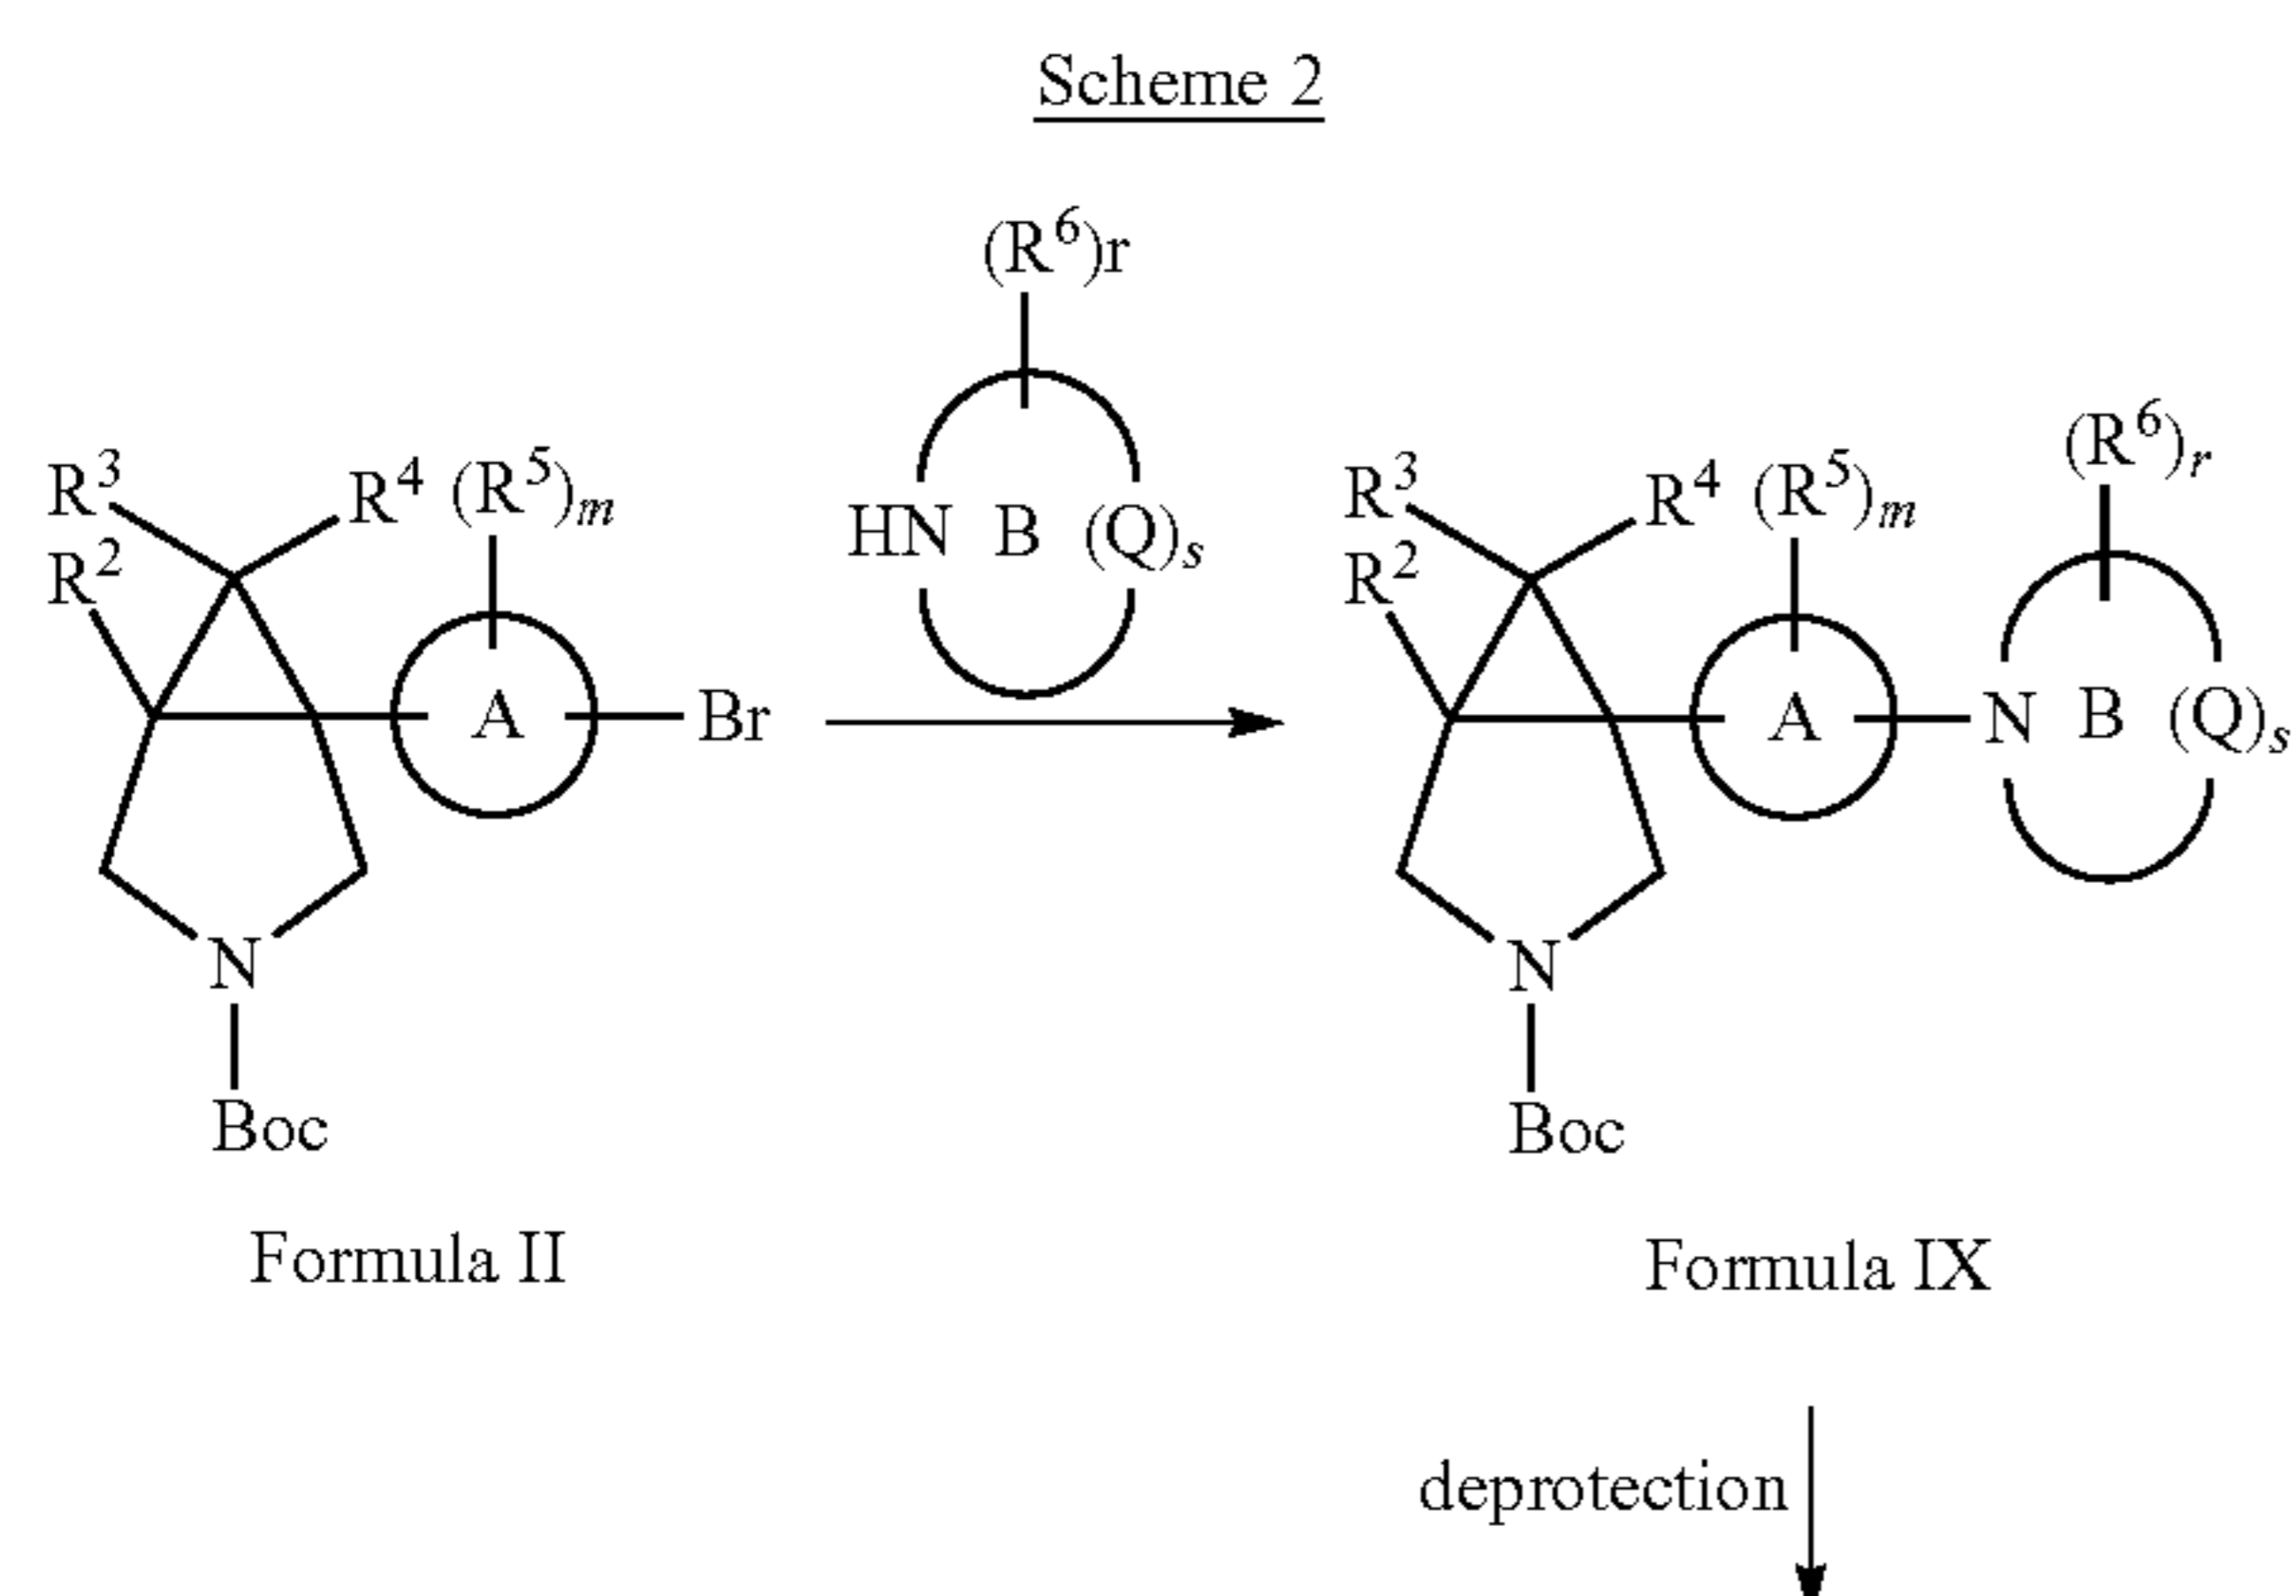 Scheme 2
(R⁶)r
HN B (Q)ₛ
R³ R⁴ (R⁵)ₘ
R²
A Br
N
Boc
Formula II
(R⁶)ᵣ
R³ R⁴ (R⁵)ₘ
R²
A N B (Q)ₛ
N
Boc
Formula IX
deprotection